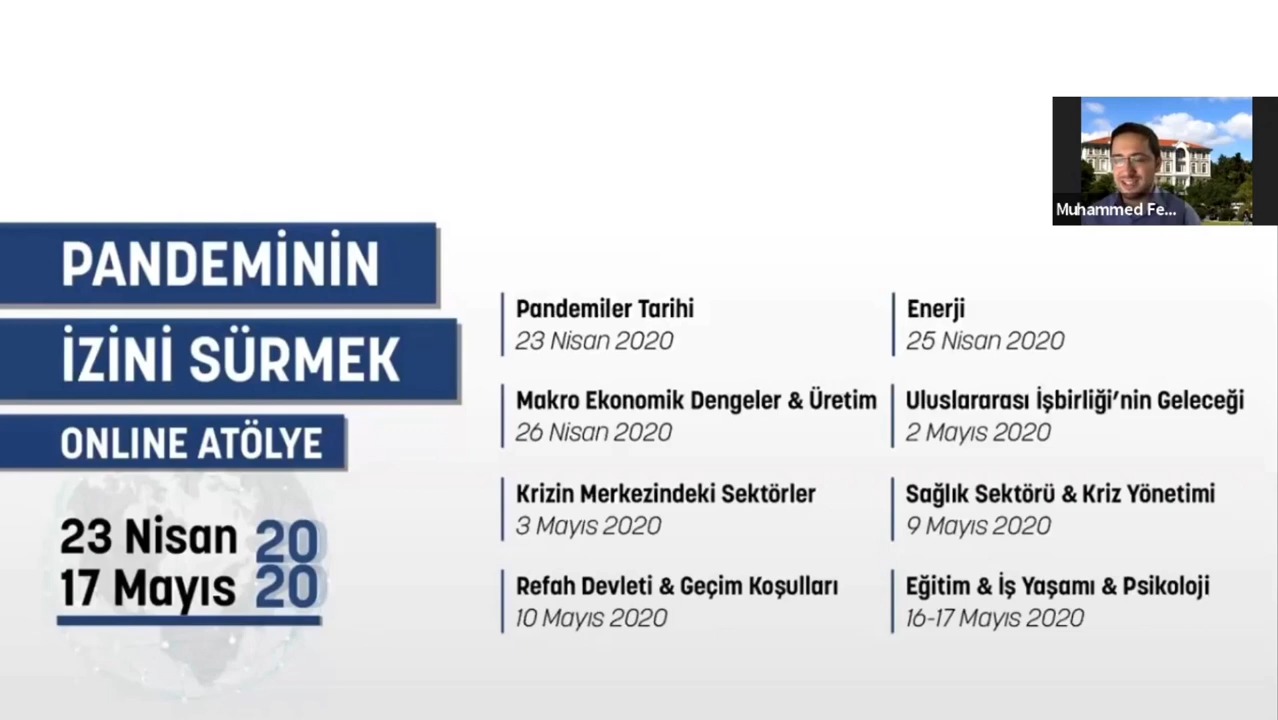 Muhammed Fe...
PANDEMİNİN
İZİNİ SÜRMEK
ONLINE ATÖLYE
23 Nisan
17 Mayıs
20
20
Pandemiler Tarihi
23 Nisan 2020
Makro Ekonomik Dengeler & Üretim
26 Nisan 2020
Krizin Merkezindeki Sektörler
3 Mayıs 2020
Refah Devleti & Geçim Koşulları
10 Mayıs 2020
Enerji
25 Nisan 2020
Uluslararası İşbirliği’nin Geleceği
2 Mayıs 2020
Sağlık Sektörü & Kriz Yönetimi
9 Mayıs 2020
Eğitim & İş Yaşamı & Psikoloji
16-17 Mayıs 2020